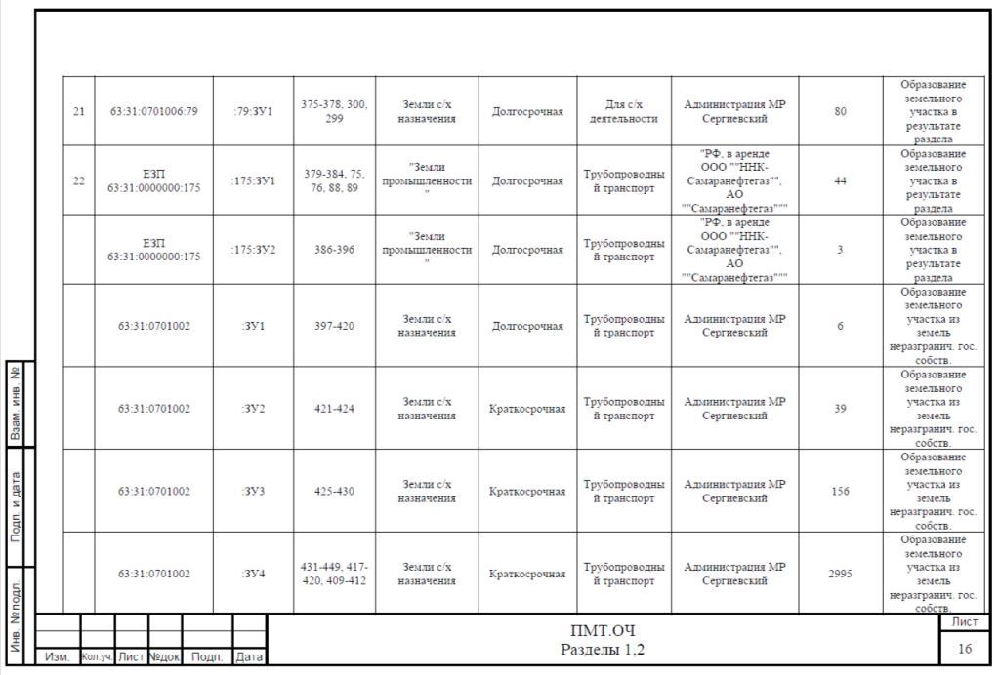 21 63:31:0701006:79 :79:ЗУ1 375-378, 300, 299 Земли с/х назначения Долгосрочная Для с/х деятельности Администрация МР Сергиевский 80 Образование земельного участка в результате раздела
22 ЕЗП 63:31:0000000:175 :175:ЗУ1 379-384, 75, 76, 88, 89 "Земли промышленности " Долгосрочная Трубопроводны й транспорт "РФ, в аренде ООО ""ННК-Самаранефтегаз"", АО ""Самаранефтегаз""" 44 Образование земельного участка в результате раздела
ЕЗП 63:31:0000000:175 :175:ЗУ2 386-396 "Земли промышленности " Долгосрочная Трубопроводны й транспорт "РФ, в аренде ООО ""ННК-Самаранефтегаз"", АО ""Самаранефтегаз""" 3 Образование земельного участка в результате раздела
63:31:0701002 :ЗУ1 397-420 Земли с/х назначения Долгосрочная Трубопроводны й транспорт Администрация МР Сергиевский 6 Образование земельного участка из земель неразгранич. гос. собств.
63:31:0701002 :ЗУ2 421-424 Земли с/х назначения Краткосрочная Трубопроводны й транспорт Администрация МР Сергиевский 39 Образование земельного участка из земель неразгранич. гос. собств.
63:31:0701002 :ЗУ3 425-430 Земли с/х назначения Краткосрочная Трубопроводны й транспорт Администрация МР Сергиевский 156 Образование земельного участка из земель неразгранич. гос. собств.
63:31:0701002 :ЗУ4 431-449, 417-420, 409-412 Земли с/х назначения Краткосрочная Трубопроводны й транспорт Администрация МР Сергиевский 2995 Образование земельного участка из земель неразгранич. гос. собств.
Взам. инв. №
Подп. и дата
Инв. №подл.
Изм. Кол.уч. Лист №док Подп. Дата
ПМТ.ОЧ
Разделы 1,2
Лист
16